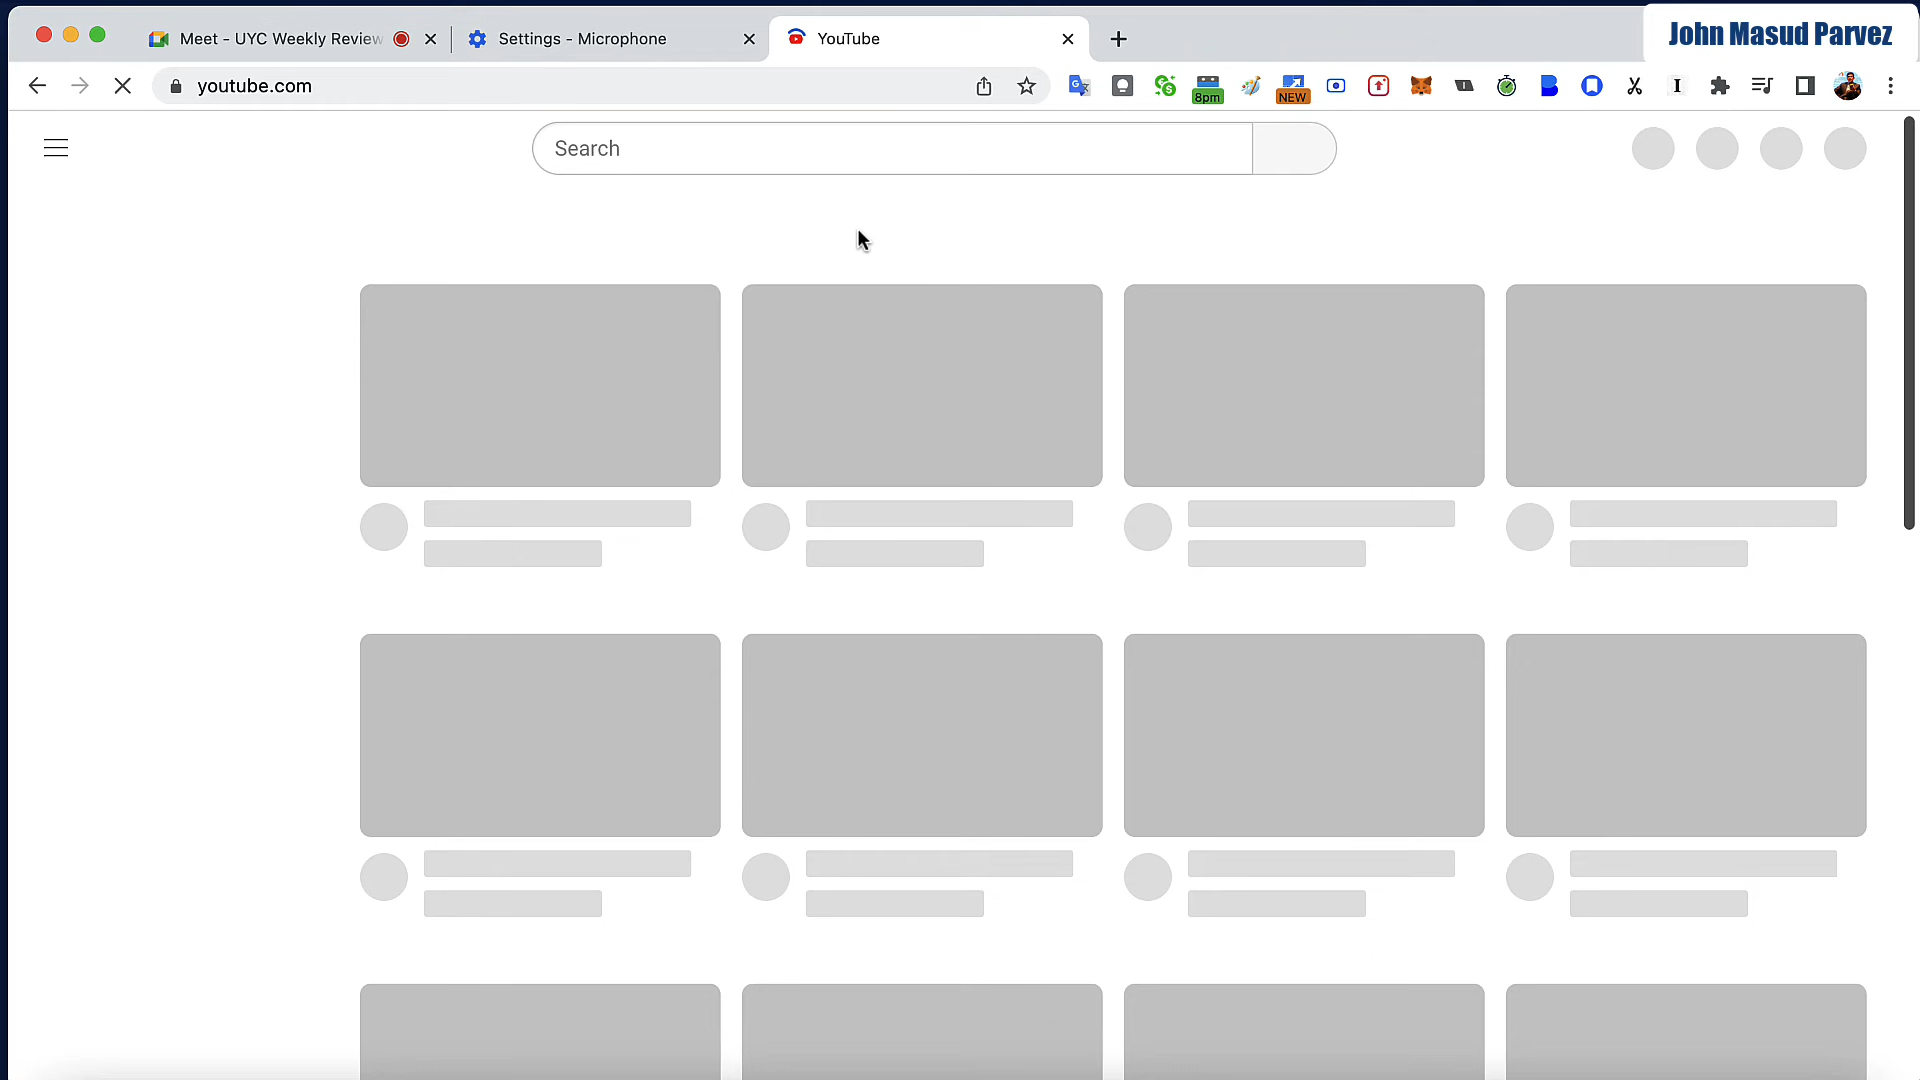 Meet - UYC Weekly Review
Settings - Microphone
YouTube
John Masud Parvez
youtube.com
8pm
NEW
Search